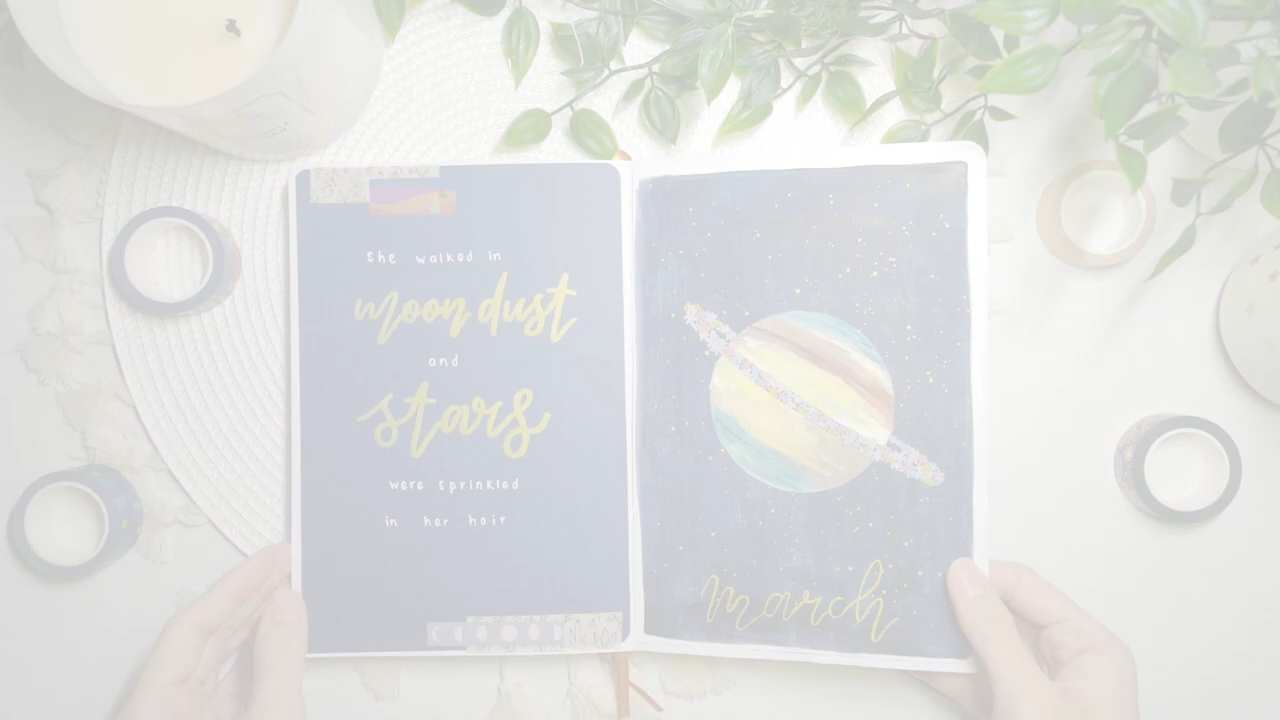 She walked in
moon dust
and
stars
were sprinkled
in her hair
march